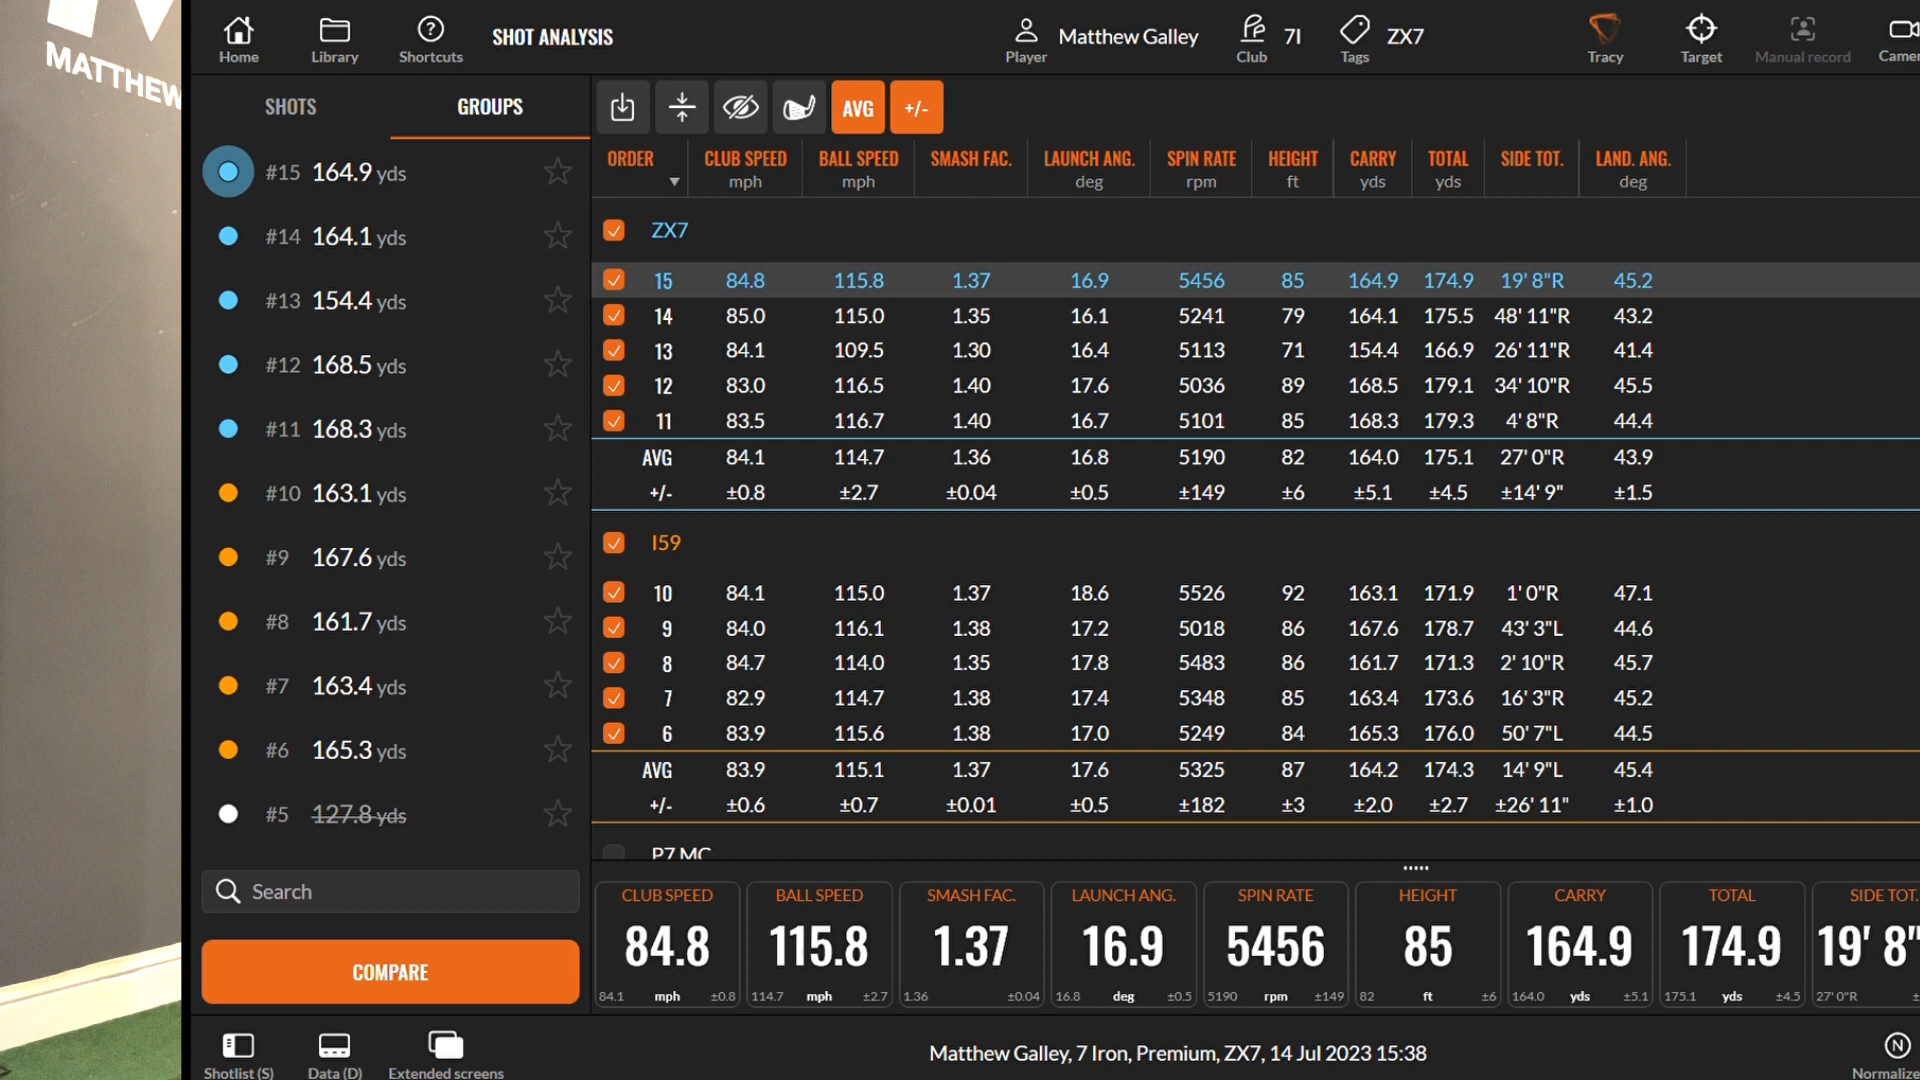 MATTHEW
Home
Library
Shortcuts
SHOT ANALYSIS
Player
Matthew Galley
Club
7I
Tags
ZX7
Tracy
Target
Manual record
SHOTS
GROUPS
#15 164.9 yds
#14 164.1 yds
#13 154.4 yds
#12 168.5 yds
#11 168.3 yds
#10 163.1 yds
#9 167.6 yds
#8 161.7 yds
#7 163.4 yds
#6 165.3 yds
#5 127.8 yds
Search
COMPARE
AVG +/-
ORDER CLUB SPEED BALL SPEED SMASH FAC. LAUNCH ANG. SPIN RATE HEIGHT CARRY TOTAL SIDE TOT. LAND. ANG.
mph mph deg rpm ft yds yds deg
ZX7
15 84.8 115.8 1.37 16.9 5456 85 164.9 174.9 19' 8"R 45.2
14 85.0 115.0 1.35 16.1 5241 79 164.1 175.5 48' 11"R 43.2
13 84.1 109.5 1.30 16.4 5113 71 154.4 166.9 26' 11"R 41.4
12 83.0 116.5 1.40 17.6 5036 89 168.5 179.1 34' 10"R 45.5
11 83.5 116.7 1.40 16.7 5101 85 168.3 179.3 4' 8"R 44.4
AVG 84.1 114.7 1.36 16.8 5190 82 164.0 175.1 27' 0"R 43.9
+/- ±0.8 ±2.7 ±0.04 ±0.5 ±149 ±6 ±5.1 ±4.5 ±14' 9" ±1.5
I59
10 84.1 115.0 1.37 18.6 5526 92 163.1 171.9 1' 0"R 47.1
9 84.0 116.1 1.38 17.2 5018 86 167.6 178.7 43' 3"L 44.6
8 84.7 114.0 1.35 17.8 5483 86 161.7 171.3 2' 10"R 45.7
7 82.9 114.7 1.38 17.4 5348 85 163.4 173.6 16' 3"R 45.2
6 83.9 115.6 1.38 17.0 5249 84 165.3 176.0 50' 7"L 44.5
AVG 83.9 115.1 1.37 17.6 5325 87 164.2 174.3 14' 9"L 45.4
+/- ±0.6 ±0.7 ±0.01 ±0.5 ±182 ±3 ±2.0 ±2.7 ±26' 11" ±1.0
P7 MC
CLUB SPEED BALL SPEED SMASH FAC. LAUNCH ANG. SPIN RATE HEIGHT CARRY TOTAL SIDE TOT.
84.8 115.8 1.37 16.9 5456 85 164.9 174.9 19' 8"
84.1 mph ±0.8 114.7 mph ±2.7 1.36 ±0.04 16.8 deg ±0.5 5190 rpm ±149 82 ft ±6 164.0 yds ±5.1 175.1 yds ±4.5 27' 0"R
Shotlist (S)
Data (D)
Extended screens
Matthew Galley, 7 Iron, Premium, ZX7, 14 Jul 2023 15:38
N
Normalize